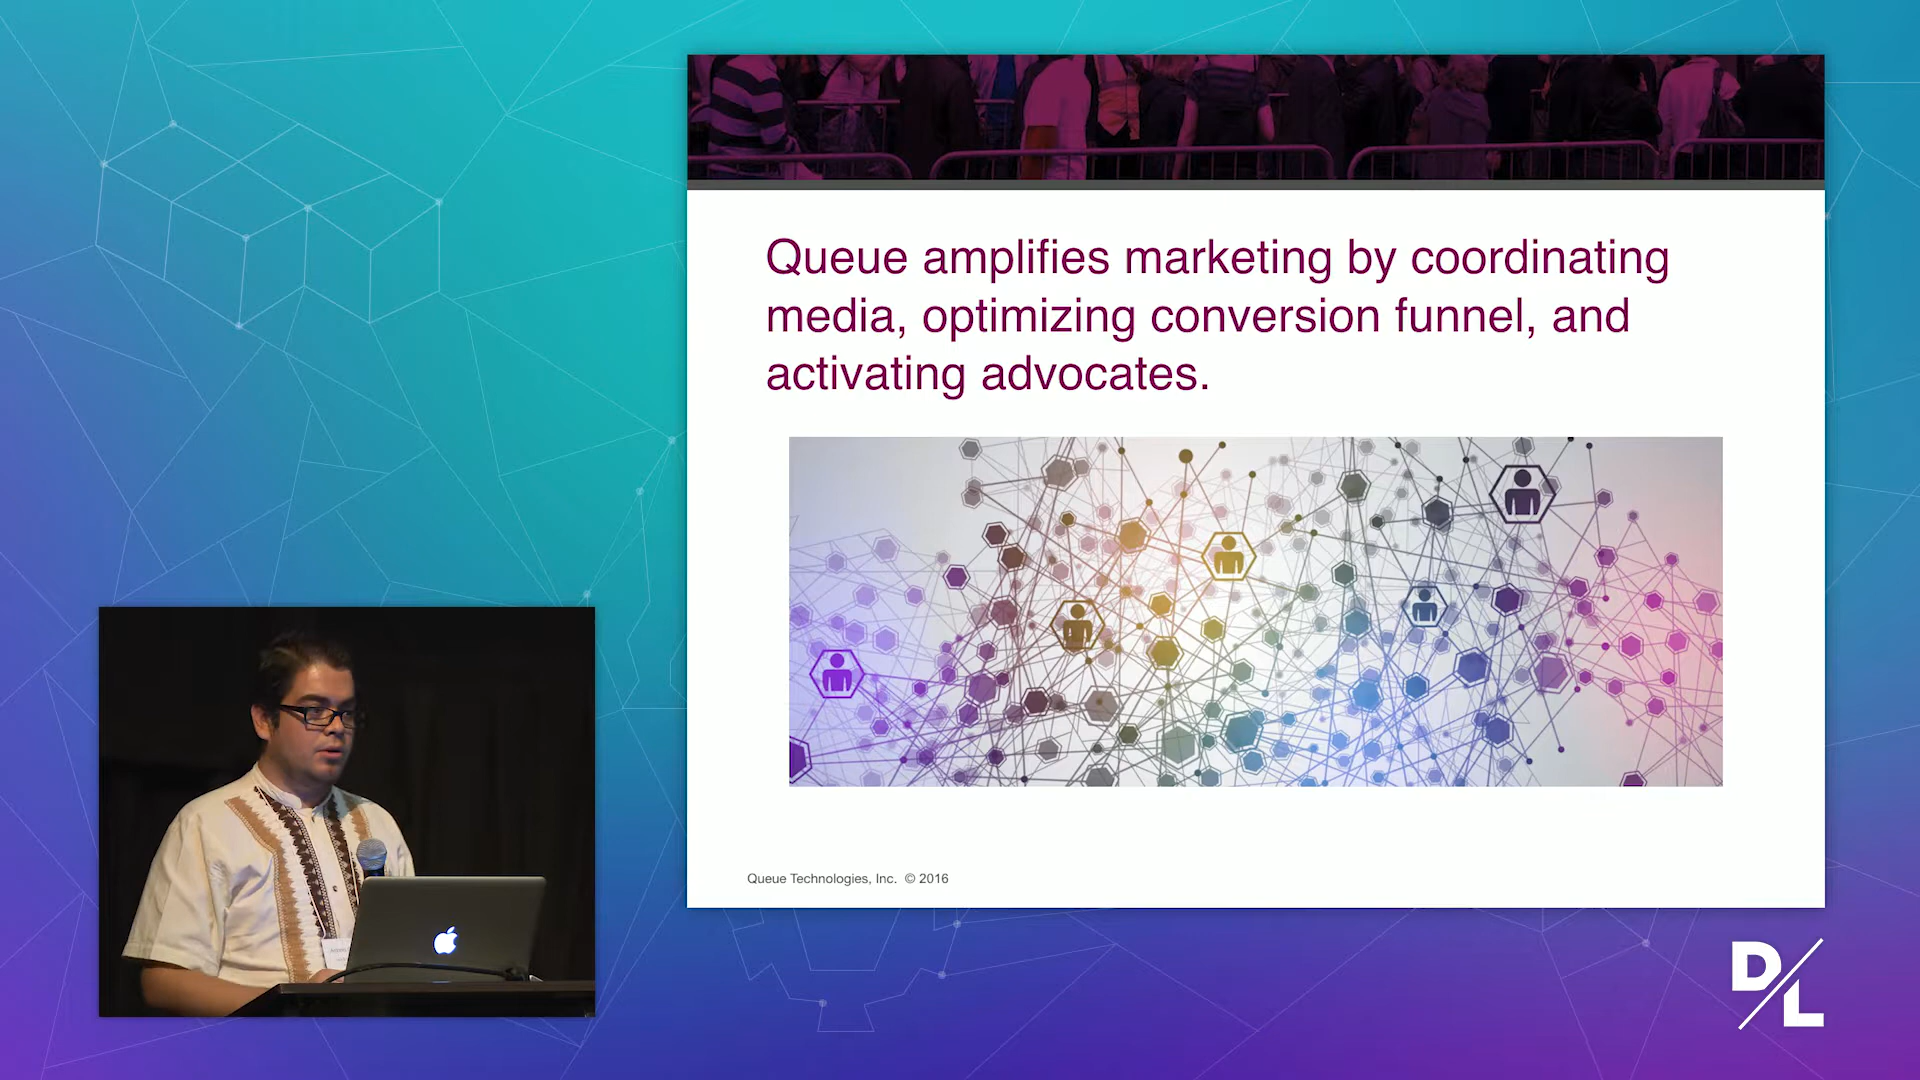 Queue amplifies marketing by coordinating
media, optimizing conversion funnel, and
activating advocates.
Queue Technologies, Inc. © 2016
D/L